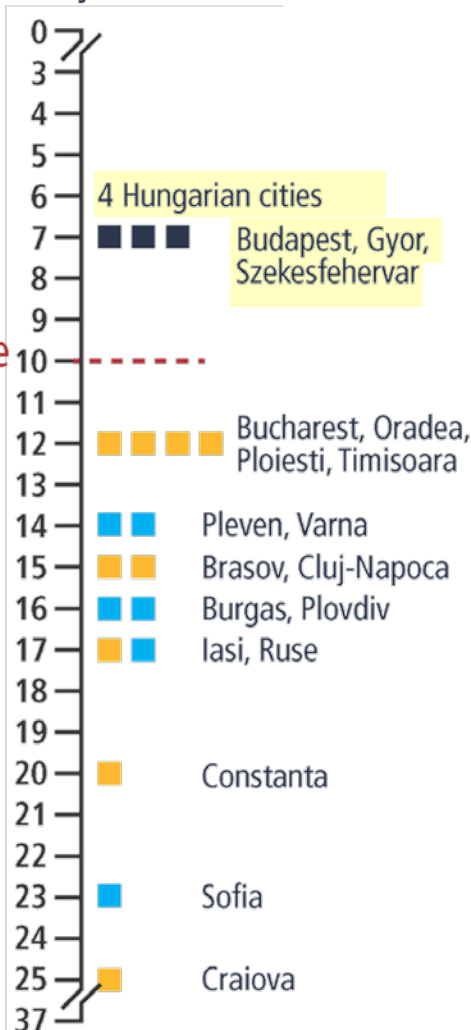 0
3
4
5
6 4 Hungarian cities
7 Budapest, Gyor,
8 Szekesfehervar
9
10
11
12 Bucharest, Oradea,
Ploiesti, Timisoara
13
14 Pleven, Varna
15 Brasov, Cluj-Napoca
16 Burgas, Plovdiv
17 Iasi, Ruse
18
19
20 Constanta
21
22
23 Sofia
24
25 Craiova
37